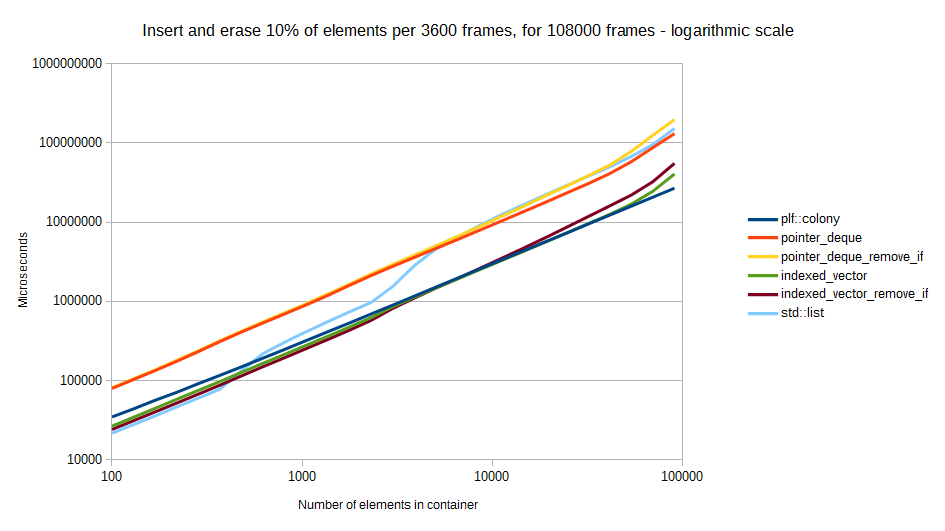 Insert and erase 10% of elements per 3600 frames, for 108000 frames - logarithmic scale
1000000000
100000000
10000000
1000000
100000
10000
Microseconds
100
1000
10000
100000
Number of elements in container
plf::colony
pointer_deque
pointer_deque_remove_if
indexed_vector
indexed_vector_remove_if
std::list